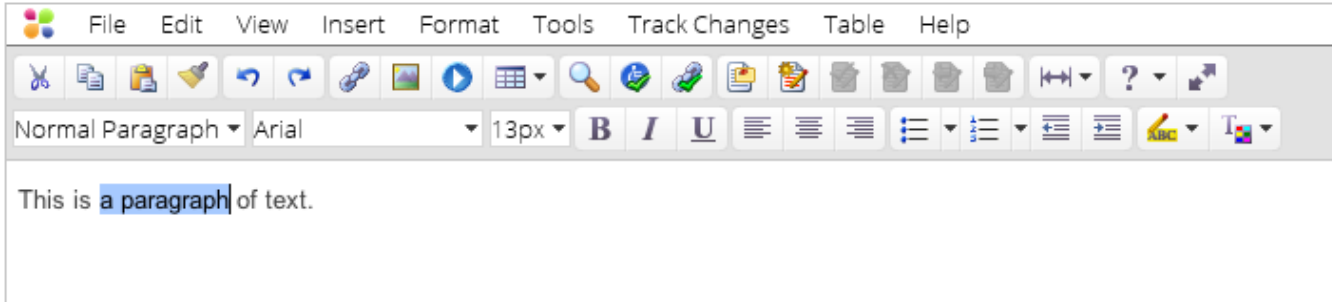 File Edit View Insert Format Tools Track Changes Table Help
?
Normal Paragraph Arial 13px B I U ABC T
This is a paragraph of text.